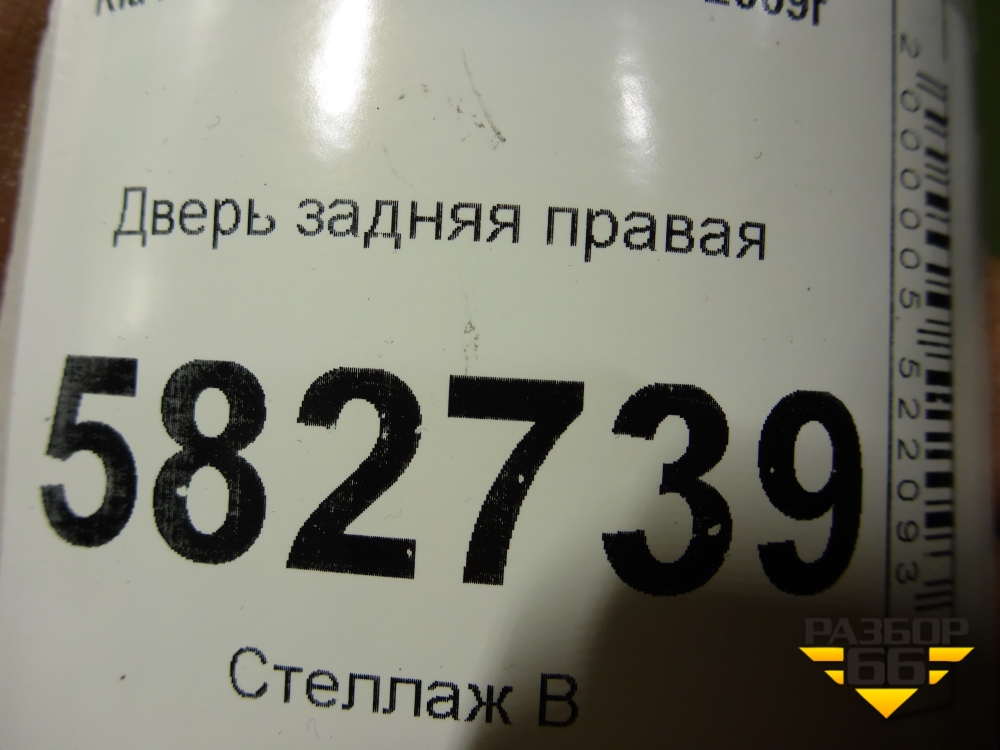 Дверь задняя правая
582739
Стеллаж В
2000005522093
РАЗБОР
66